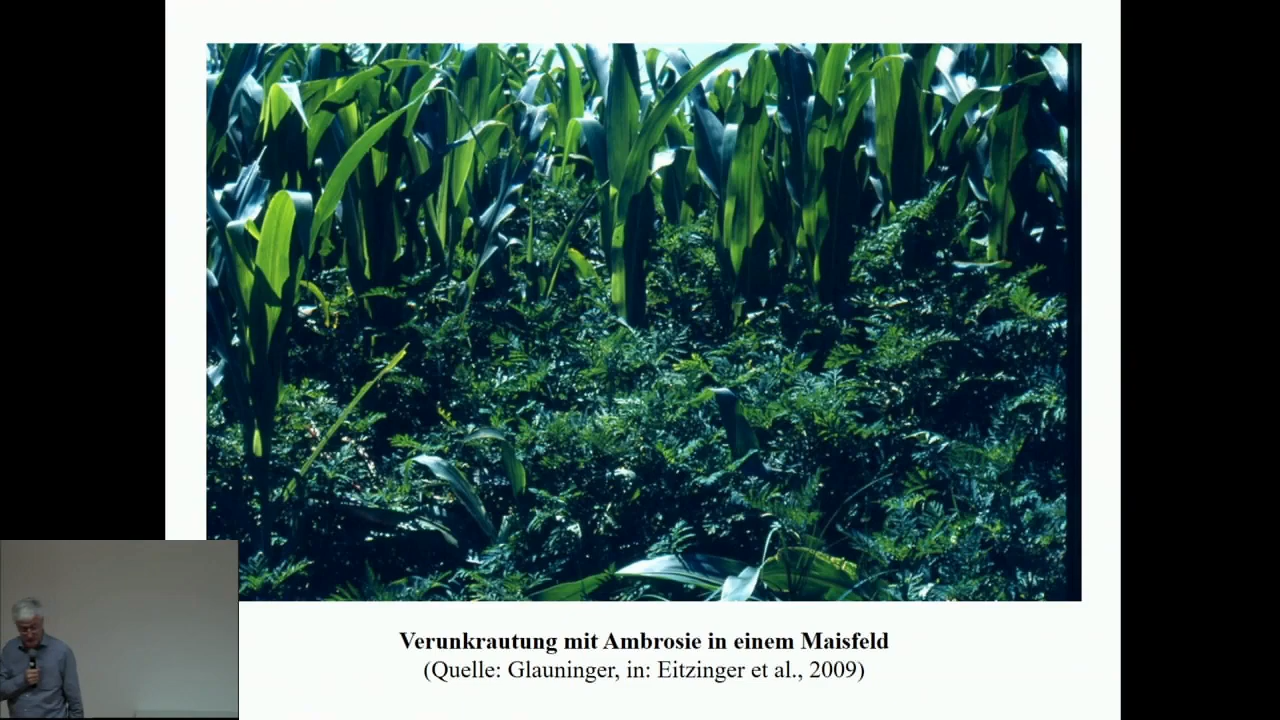 Verunkrautung mit Ambrosie in einem Maisfeld
(Quelle: Glauninger, in: Eitzinger et al., 2009)